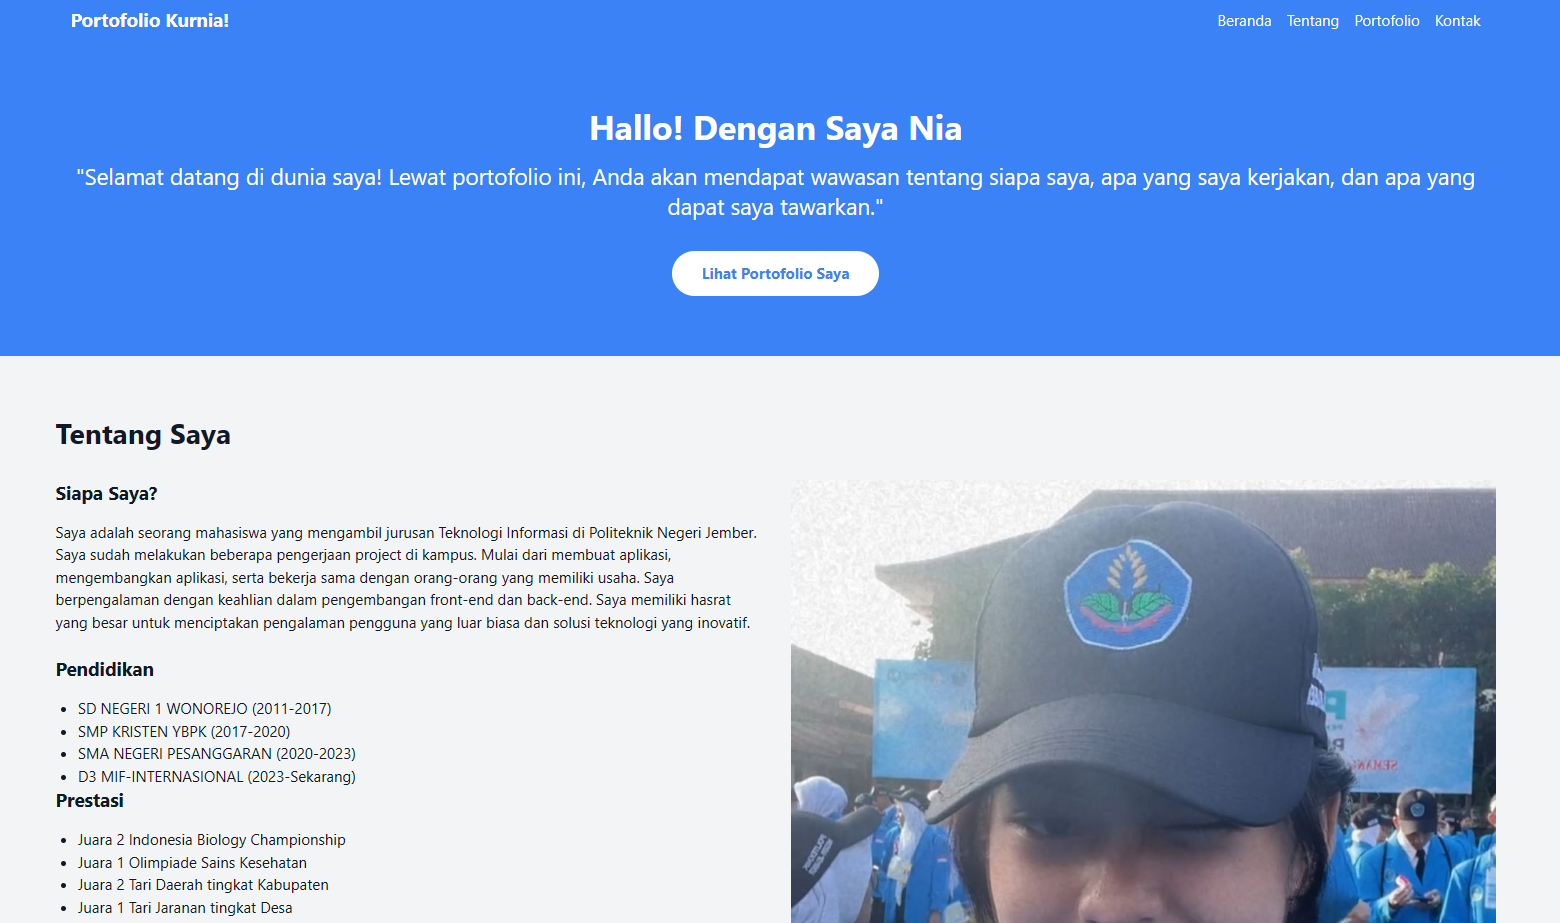 Portofolio Kurnia!
Beranda Tentang Portofolio Kontak
Hallo! Dengan Saya Nia
"Selamat datang di dunia saya! Lewat portofolio ini, Anda akan mendapat wawasan tentang siapa saya, apa yang saya kerjakan, dan apa yang
dapat saya tawarkan."
Lihat Portofolio Saya
Tentang Saya
Siapa Saya?
Saya adalah seorang mahasiswa yang mengambil jurusan Teknologi Informasi di Politeknik Negeri Jember.
Saya sudah melakukan beberapa pengerjaan project di kampus. Mulai dari membuat aplikasi,
mengembangkan aplikasi, serta bekerja sama dengan orang-orang yang memiliki usaha. Saya
berpengalaman dengan keahlian dalam pengembangan front-end dan back-end. Saya memiliki hasrat
yang besar untuk menciptakan pengalaman pengguna yang luar biasa dan solusi teknologi yang inovatif.
Pendidikan
SD NEGERI 1 WONOREJO (2011-2017)
SMP KRISTEN YBPK (2017-2020)
SMA NEGERI PESANGGARAN (2020-2023)
D3 MIF-INTERNASIONAL (2023-Sekarang)
Prestasi
Juara 2 Indonesia Biology Championship
Juara 1 Olimpiade Sains Kesehatan
Juara 2 Tari Daerah tingkat Kabupaten
Juara 1 Tari Jaranan tingkat Desa